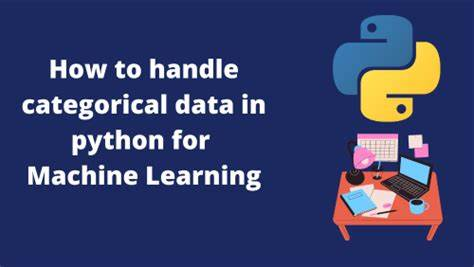 How to handle
categorical data in
python for
Machine Learning